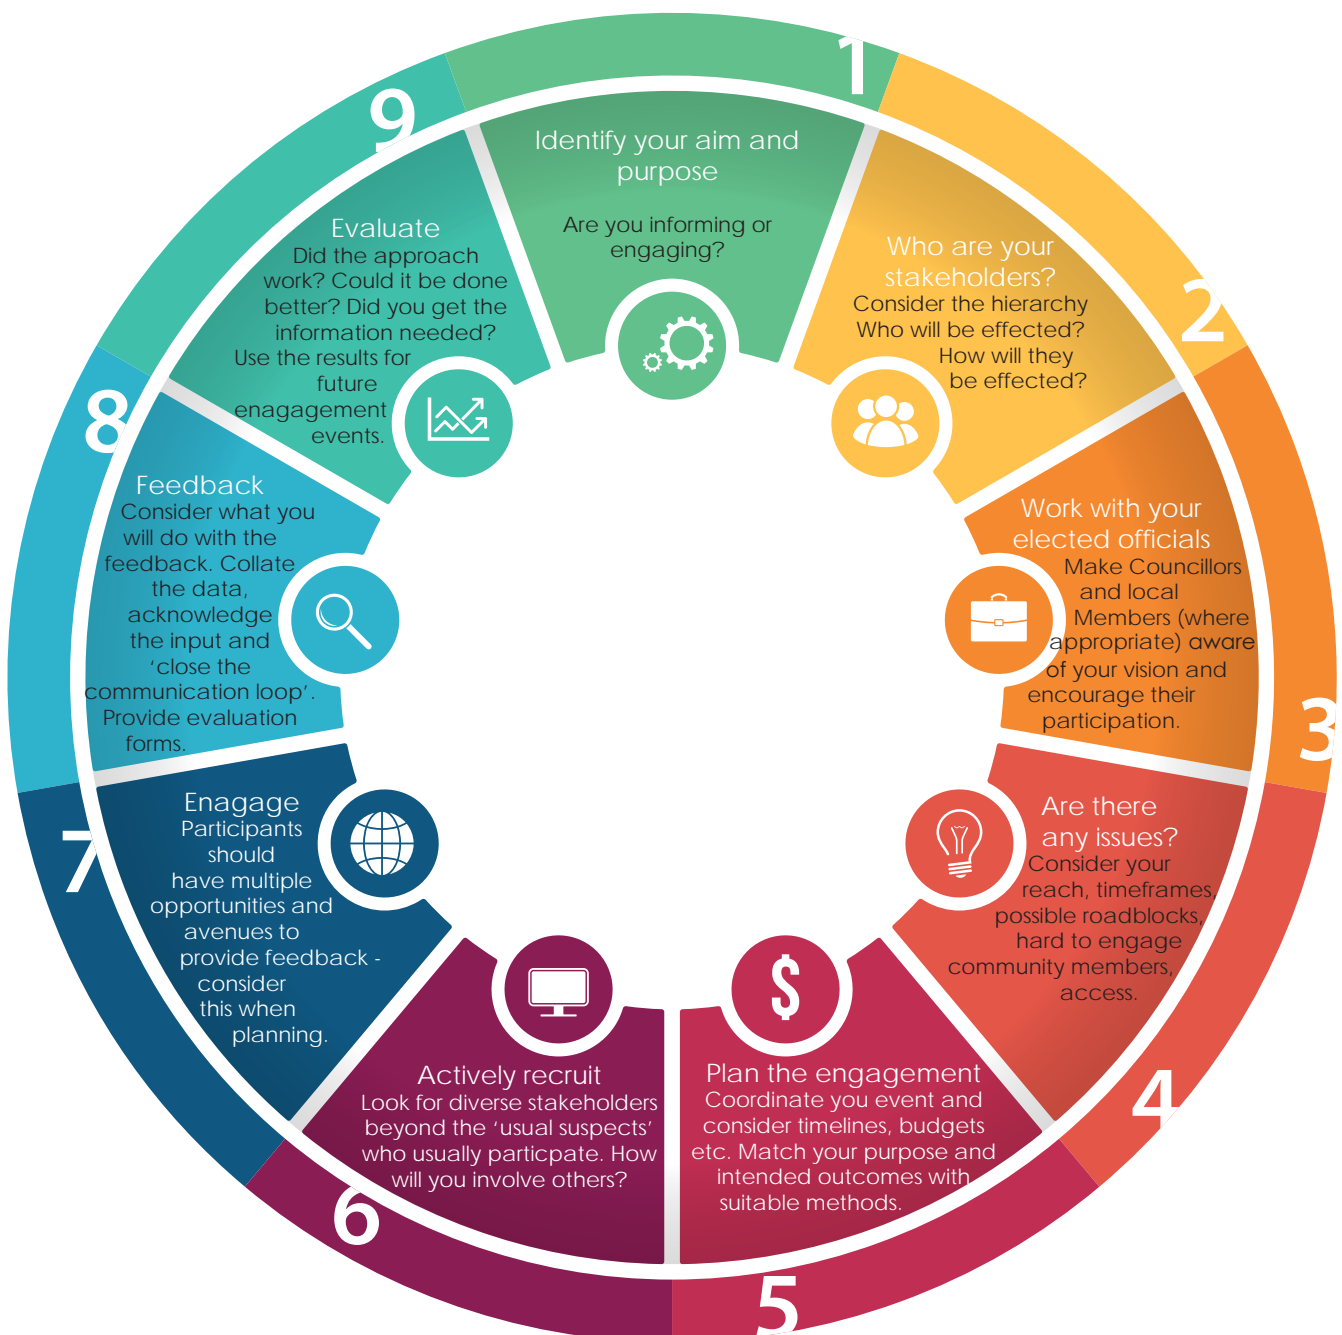 1
Identify your aim and
purpose
Are you informing or
engaging?
2
Who are your
stakeholders?
Consider the hierarchy
Who will be effected?
How will they
be effected?
3
Work with your
elected officials
Make Councillors
and local
Members (where
appropriate) aware
of your vision and
encourage their
participation.
4
Are there
any issues?
Consider your
reach, timeframes,
possible roadblocks,
hard to engage
community members,
access.
5
Plan the engagement
Coordinate you event and
consider timelines, budgets
etc. Match your purpose and
intended outcomes with
suitable methods.
6
Actively recruit
Look for diverse stakeholders
beyond the ‘usual suspects’
who usually particpate. How
will you involve others?
7
Enagage
Participants
should
have multiple
opportunities and
avenues to
provide feedback -
consider
this when
planning.
8
Feedback
Consider what you
will do with the
feedback. Collate
the data,
acknowledge
the input and
‘close the
communication loop’.
Provide evaluation
forms.
9
Evaluate
Did the approach
work? Could it be done
better? Did you get the
information needed?
Use the results for
future
enagagement
events.
$